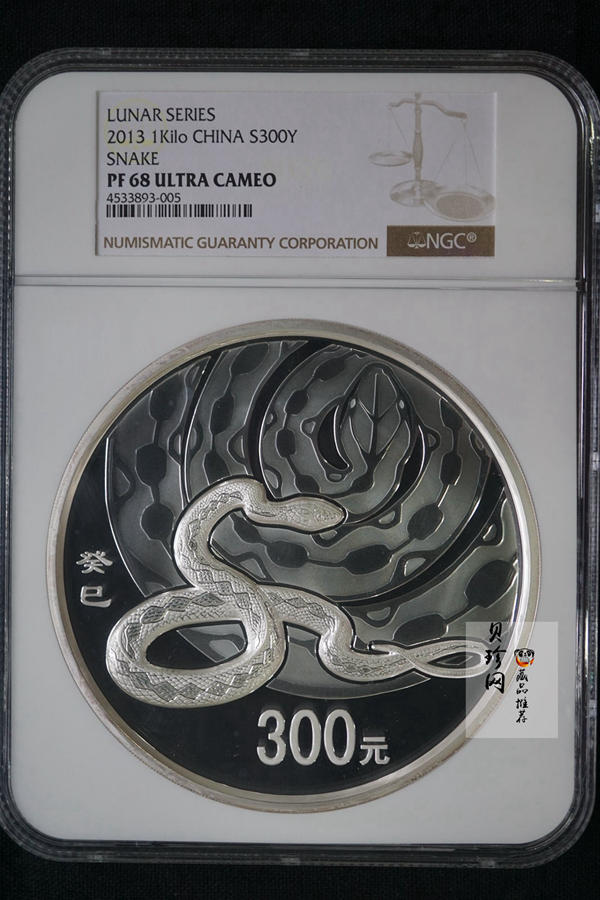 LUNAR SERIES
2013 1Kilo CHINA S300Y
SNAKE
PF 68 ULTRA CAMEO
4533893-005
NUMISMATIC GUARANTY CORPORATION
NGC®
癸巳
300元
贝珍网
藏品推荐